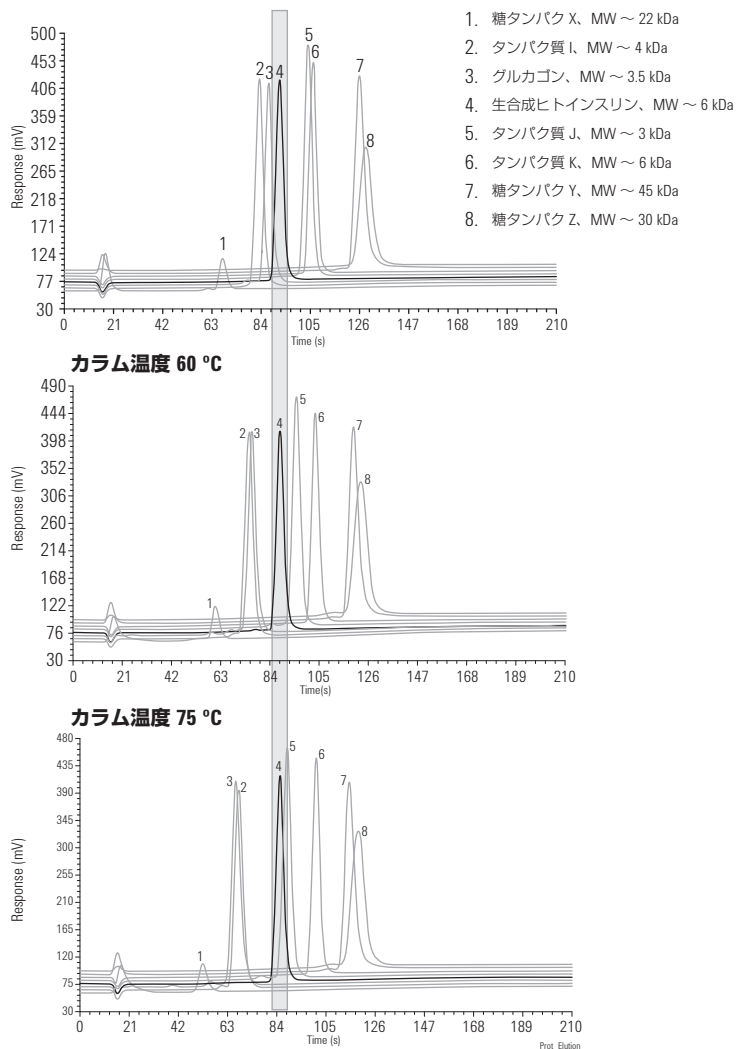 1. 糖タンパク X、MW ～ 22 kDa
2. タンパク質 I、MW ～ 4 kDa
3. グルカゴン、MW ～ 3.5 kDa
4. 生合成ヒトインスリン、MW ～ 6 kDa
5. タンパク質 J、MW ～ 3 kDa
6. タンパク質 K、MW ～ 6 kDa
7. 糖タンパク Y、MW ～ 45 kDa
8. 糖タンパク Z、MW ～ 30 kDa
Response (mV)
500
453
406
359
312
265
218
171
124
77
30
1
2
3
4
5
6
7
8
0 21 42 63 84 105 126 147 168 189 210
Time (s)
カラム温度 60 ºC
Response (mV)
490
444
398
352
306
260
214
168
122
76
30
1
2
3
4
5
6
7
8
0 21 42 63 84 105 126 147 168 189 210
Time(s)
カラム温度 75 ºC
Response (mV)
480
435
390
345
300
255
210
165
120
75
30
1
3
2
4
5
6
7
8
0 21 42 63 84 105 126 147 168 189 210
Time (s)
Prot_Elution